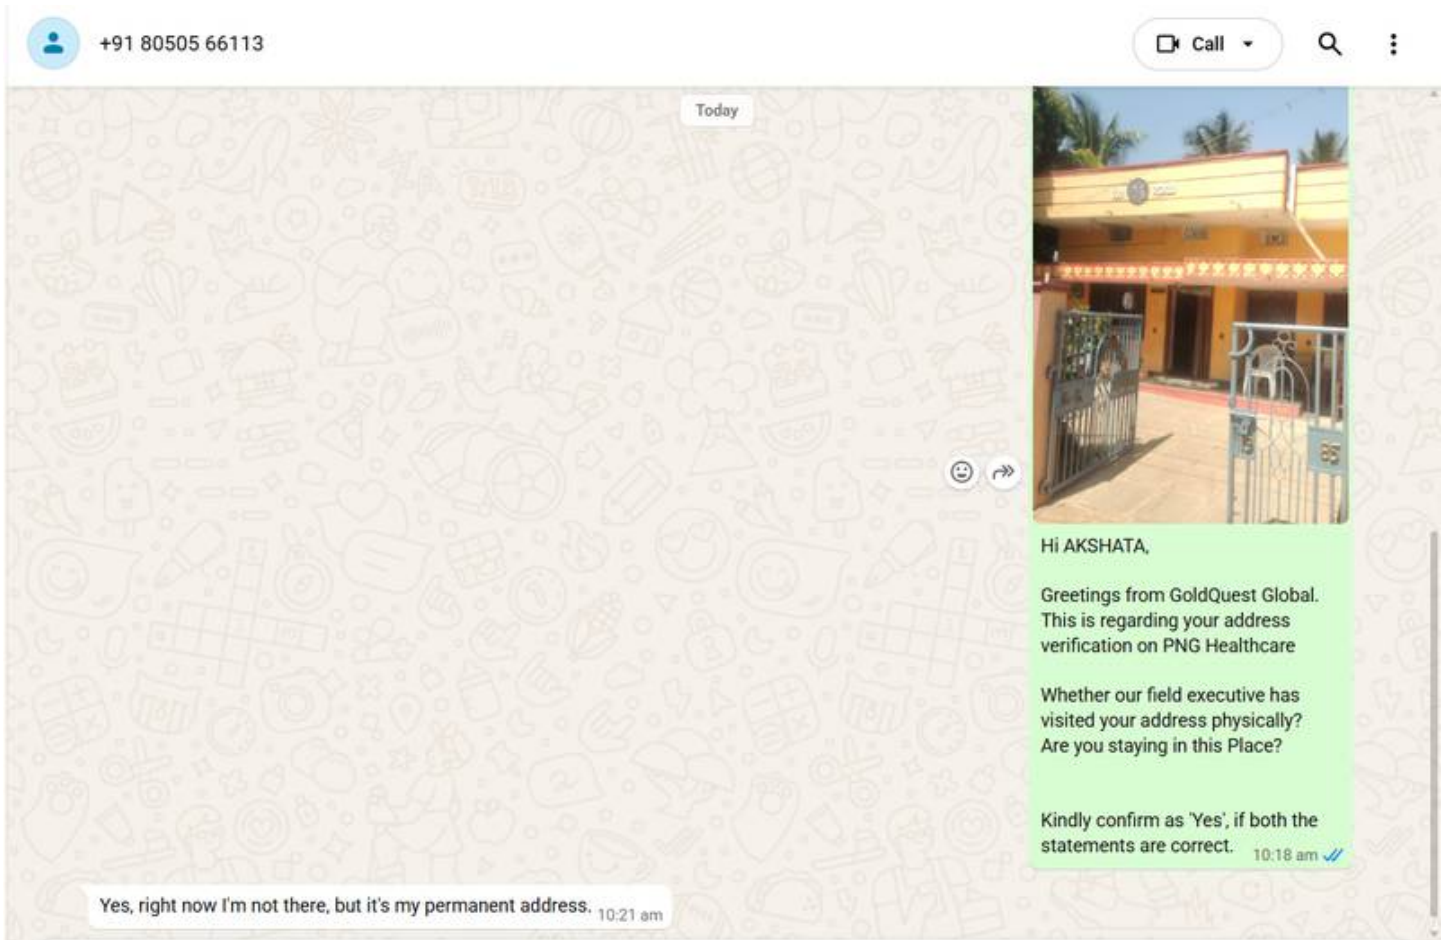 +91 80505 66113
Call
Today
Hi AKSHATA,
Greetings from GoldQuest Global.
This is regarding your address
verification on PNG Healthcare
Whether our field executive has
visited your address physically?
Are you staying in this Place?
Kindly confirm as 'Yes', if both the
statements are correct.
10:18 am
Yes, right now I'm not there, but it's my permanent address.
10:21 am